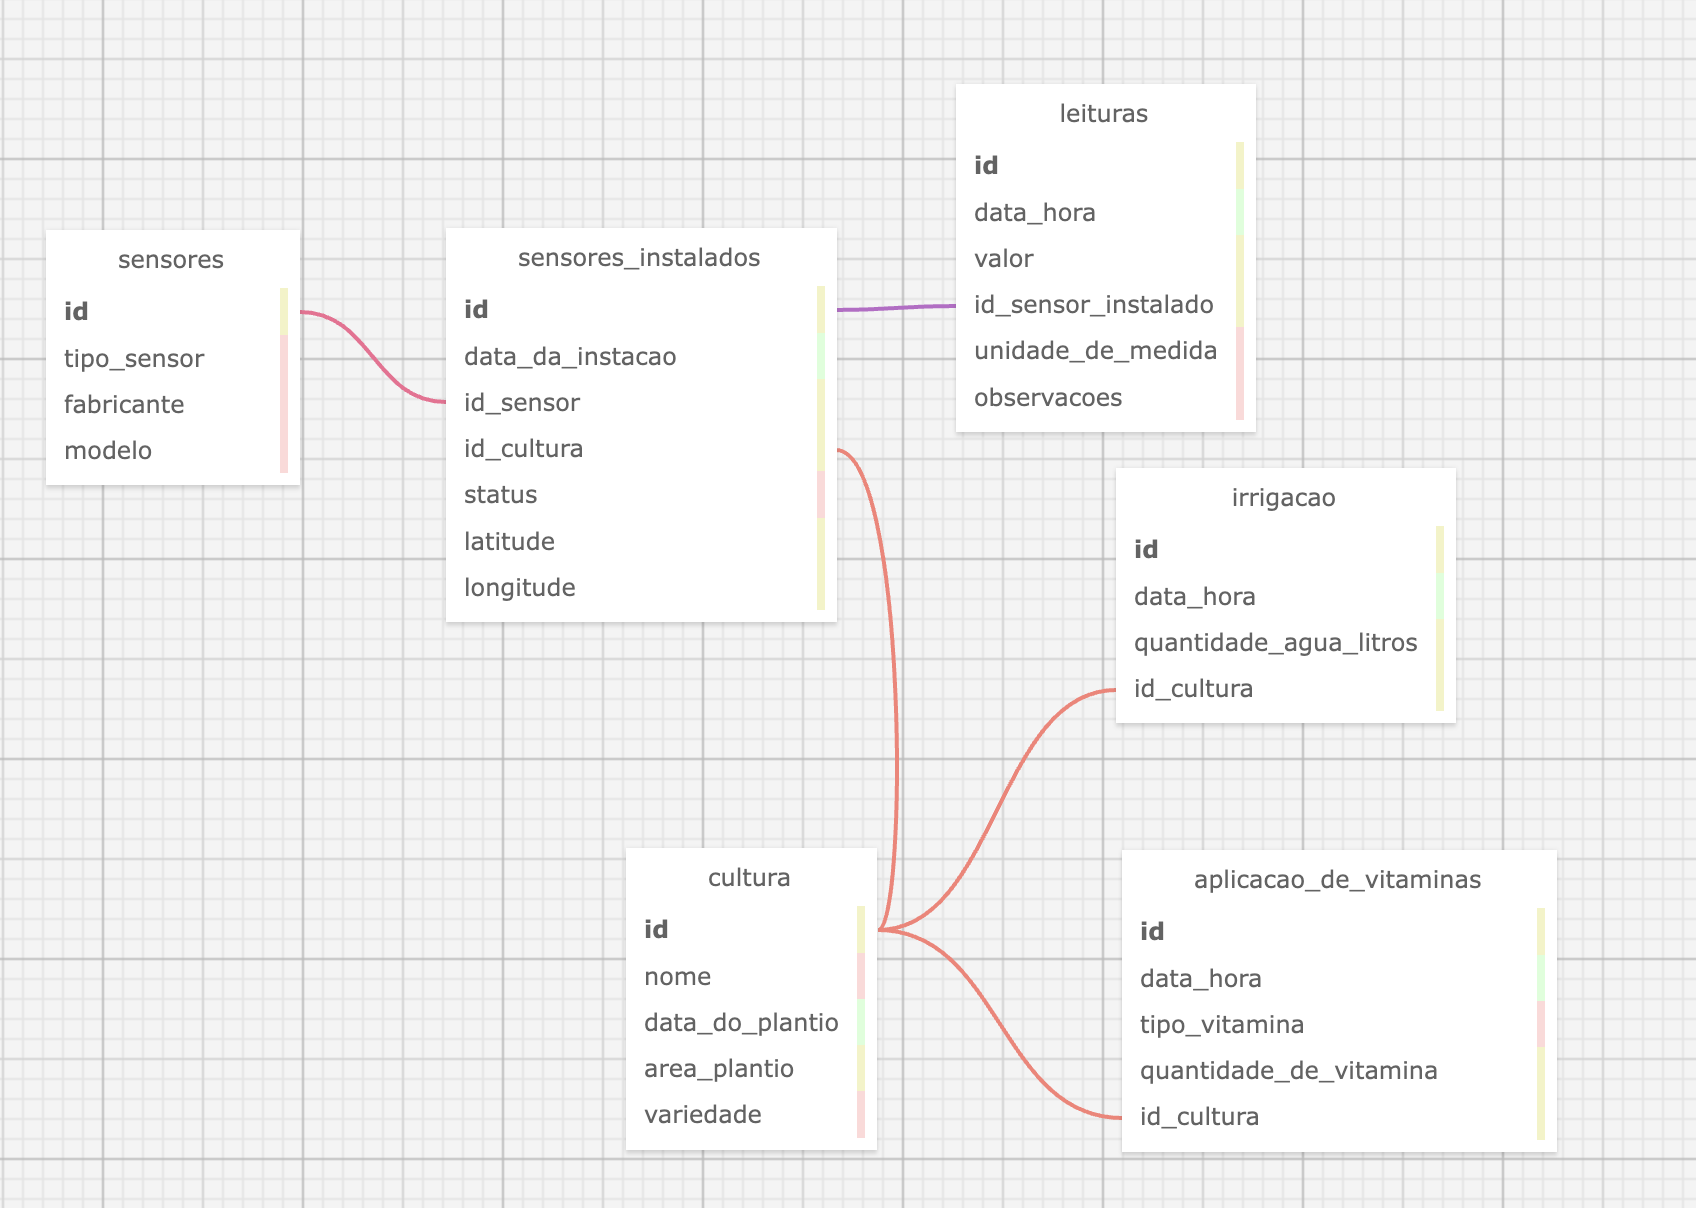 sensores
id
tipo_sensor
fabricante
modelo
sensores_instalados
id
data_da_instacao
id_sensor
id_cultura
status
latitude
longitude
leituras
id
data_hora
valor
id_sensor_instalado
unidade_de_medida
observacoes
irrigacao
id
data_hora
quantidade_agua_litros
id_cultura
cultura
id
nome
data_do_plantio
area_plantio
variedade
aplicacao_de_vitaminas
id
data_hora
tipo_vitamina
quantidade_de_vitamina
id_cultura